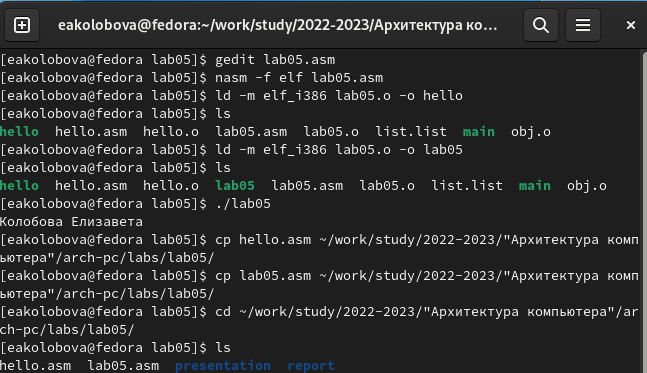 eakolobova@fedora:~/work/study/2022-2023/Архитектура ко...
[eakolobova@fedora lab05]$ gedit lab05.asm
[eakolobova@fedora lab05]$ nasm -f elf lab05.asm
[eakolobova@fedora lab05]$ ld -m elf_i386 lab05.o -o hello
[eakolobova@fedora lab05]$ ls
hello  hello.asm  hello.o  lab05.asm  lab05.o  list.list  main  obj.o
[eakolobova@fedora lab05]$ ld -m elf_i386 lab05.o -o lab05
[eakolobova@fedora lab05]$ ls
hello  hello.asm  hello.o  lab05  lab05.asm  lab05.o  list.list  main  obj.o
[eakolobova@fedora lab05]$ ./lab05
Колобова Елизавета
[eakolobova@fedora lab05]$ cp hello.asm ~/work/study/2022-2023/"Архитектура комп
ьютера"/arch-pc/labs/lab05/
[eakolobova@fedora lab05]$ cp lab05.asm ~/work/study/2022-2023/"Архитектура комп
ьютера"/arch-pc/labs/lab05/
[eakolobova@fedora lab05]$ cd ~/work/study/2022-2023/"Архитектура компьютера"/ar
ch-pc/labs/lab05/
[eakolobova@fedora lab05]$ ls
hello.asm  lab05.asm  presentation  report